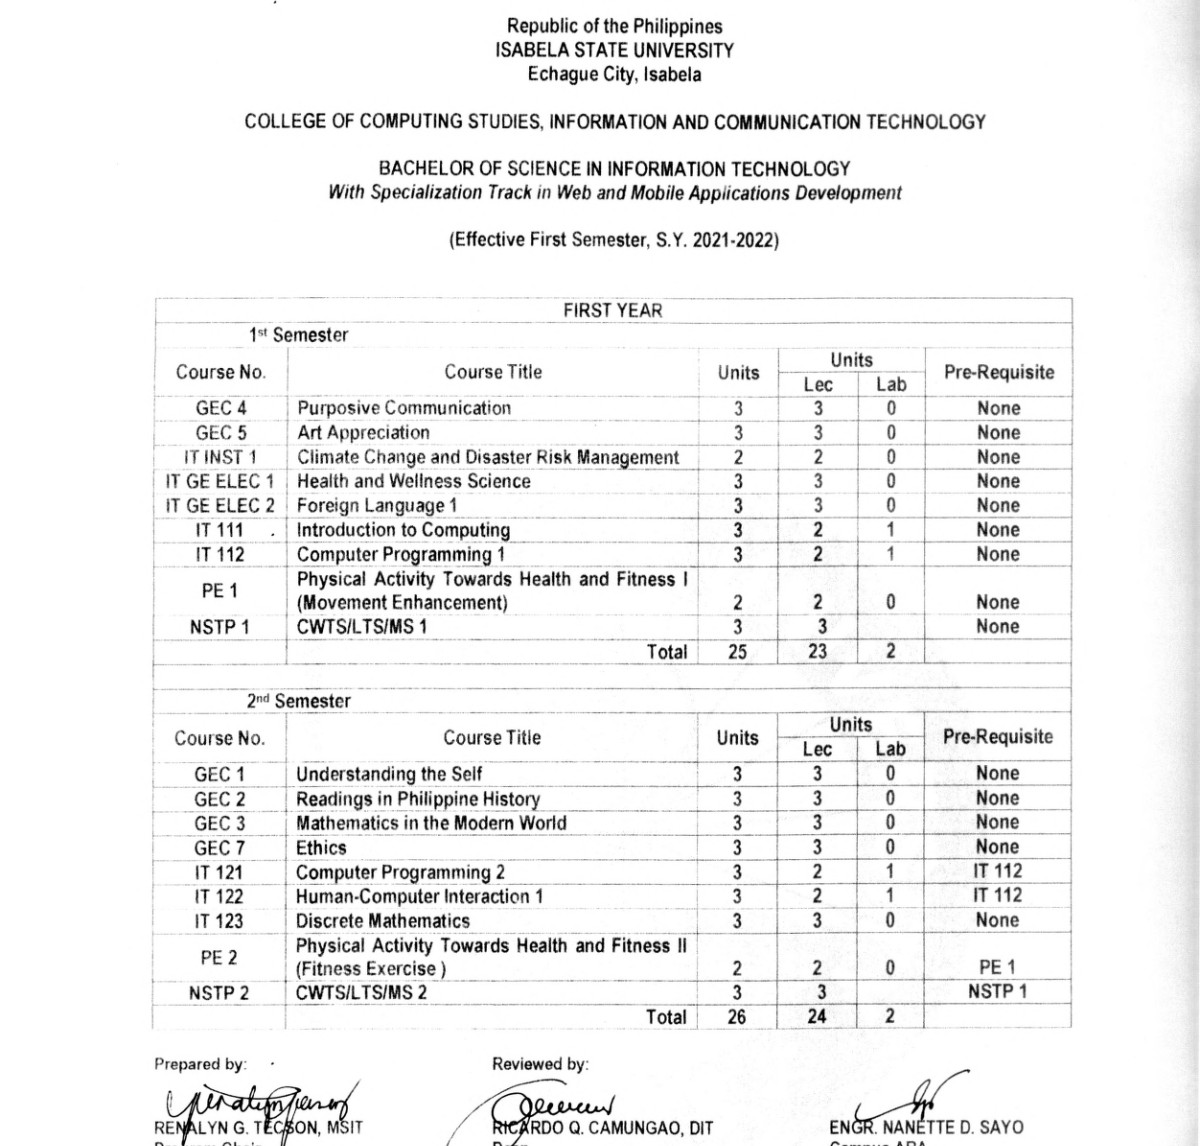 Republic of the Philippines
ISABELA STATE UNIVERSITY
Echague City, Isabela
COLLEGE OF COMPUTING STUDIES, INFORMATION AND COMMUNICATION TECHNOLOGY
BACHELOR OF SCIENCE IN INFORMATION TECHNOLOGY
With Specialization Track in Web and Mobile Applications Development
(Effective First Semester, S.Y. 2021-2022)
FIRST YEAR
1st Semester
Course No. Course Title Units Units Pre-Requisite
Lec Lab
GEC 4 Purposive Communication 3 3 0 None
GEC 5 Art Appreciation 3 3 0 None
IT INST 1 Climate Change and Disaster Risk Management 2 2 0 None
IT GE ELEC 1 Health and Wellness Science 3 3 0 None
IT GE ELEC 2 Foreign Language 1 3 3 0 None
IT 111 Introduction to Computing 3 2 1 None
IT 112 Computer Programming 1 3 2 1 None
PE 1 Physical Activity Towards Health and Fitness I
(Movement Enhancement) 2 2 0 None
NSTP 1 CWTS/LTS/MS 1 3 3 None
Total 25 23 2
2nd Semester
Course No. Course Title Units Units Pre-Requisite
Lec Lab
GEC 1 Understanding the Self 3 3 0 None
GEC 2 Readings in Philippine History 3 3 0 None
GEC 3 Mathematics in the Modern World 3 3 0 None
GEC 7 Ethics 3 3 0 None
IT 121 Computer Programming 2 3 2 1 IT 112
IT 122 Human-Computer Interaction 1 3 2 1 IT 112
IT 123 Discrete Mathematics 3 3 0 None
PE 2 Physical Activity Towards Health and Fitness II
(Fitness Exercise ) 2 2 0 PE 1
NSTP 2 CWTS/LTS/MS 2 3 3 NSTP 1
Total 26 24 2
Prepared by: Reviewed by:
RENALYN G. TECSON, MSIT RICARDO Q. CAMUNGAO, DIT ENGR. NANETTE D. SAYO